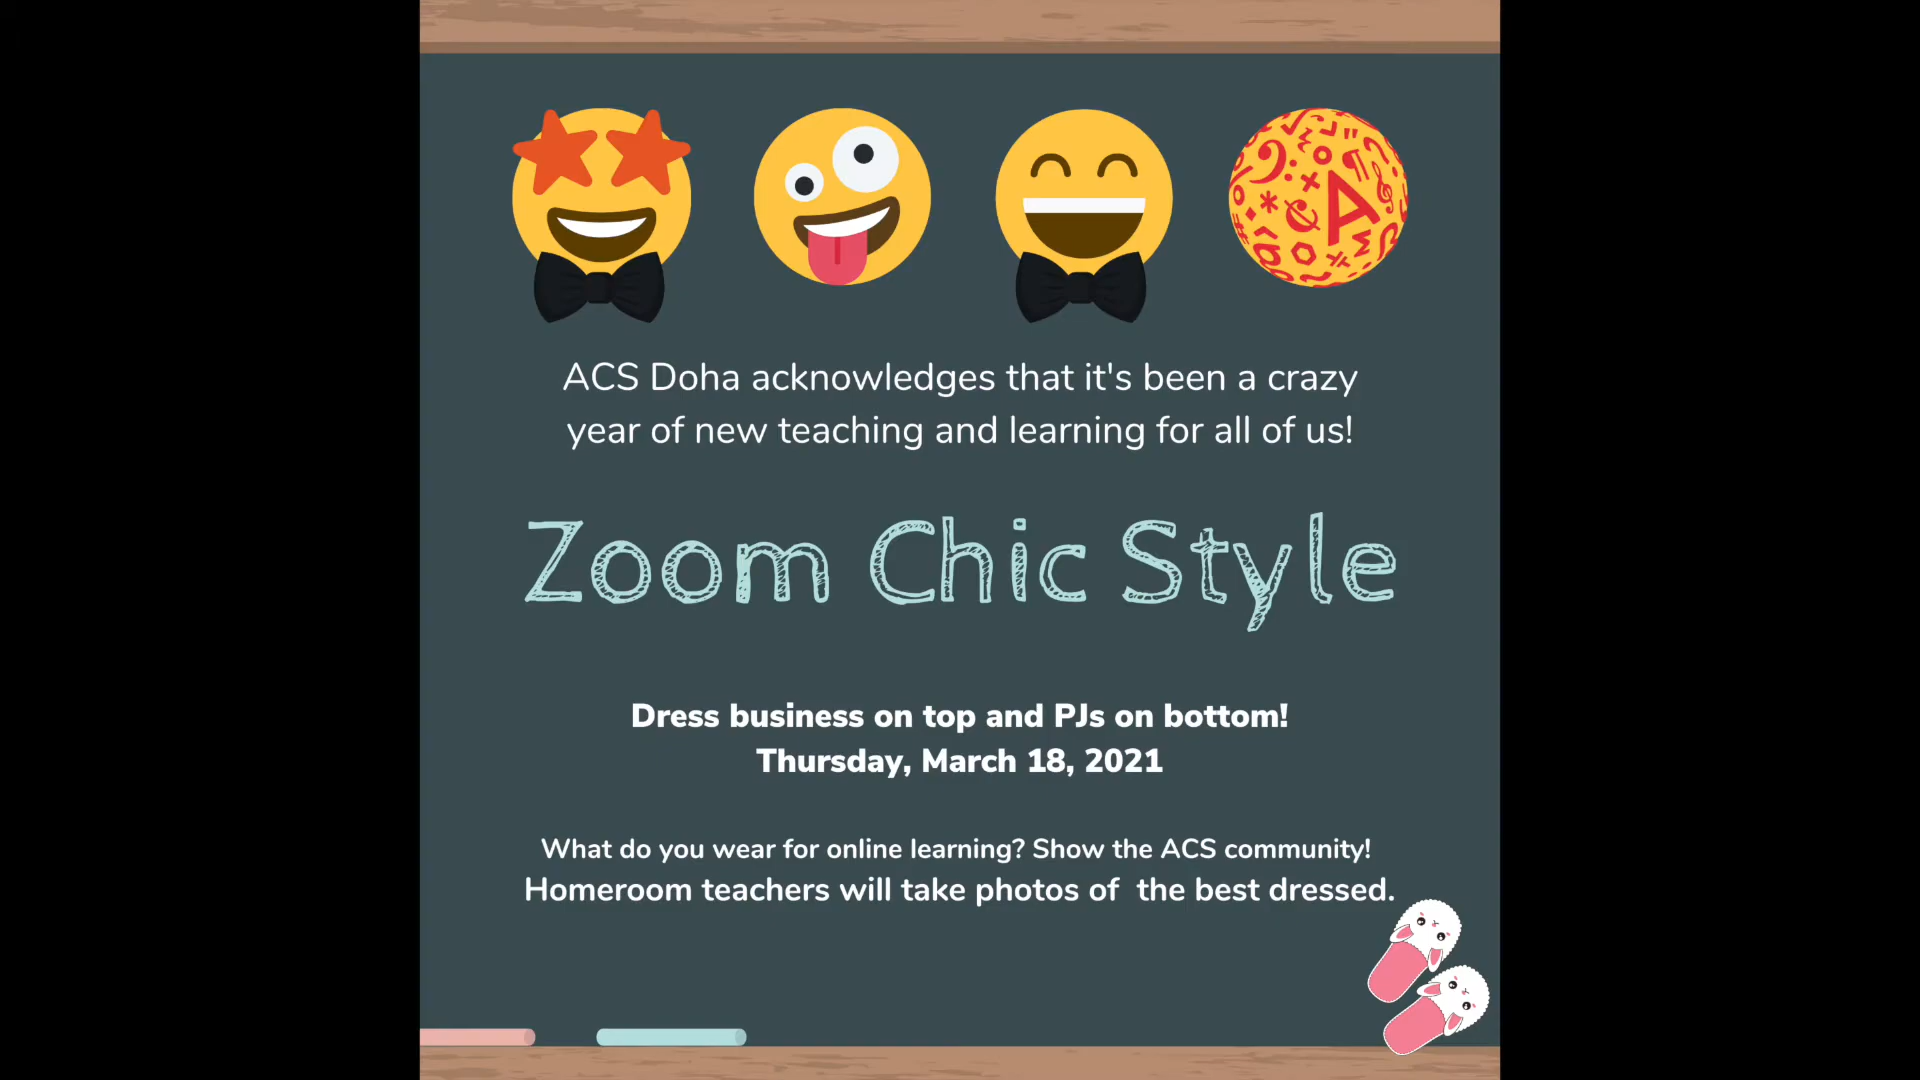 ACS Doha acknowledges that it's been a crazy
year of new teaching and learning for all of us!
Zoom Chic Style
Dress business on top and PJs on bottom!
Thursday, March 18, 2021
What do you wear for online learning? Show the ACS community!
Homeroom teachers will take photos of the best dressed.